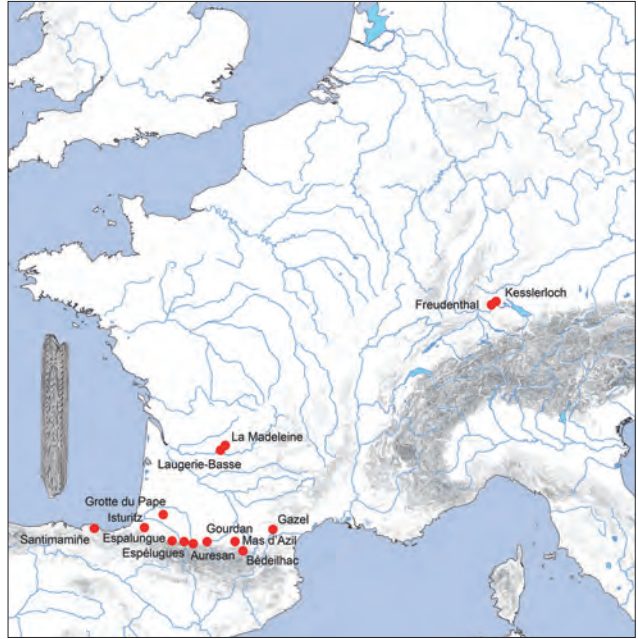 Kesslerloch
Freudenthal
La Madeleine
Laugerie-Basse
Grotte du Pape
Isturitz
Gourdan
Gazel
Santimamiñe
Espalungue
Mas d'Azil
Espélugues
Auresan
Bédeilhac